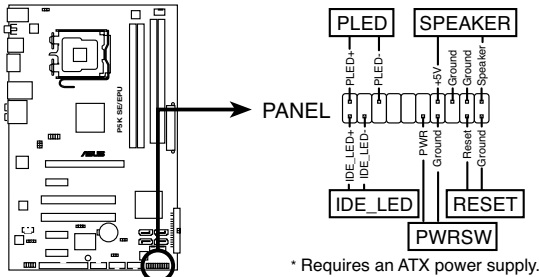 PLED SPEAKER
PLED+ PLED- +5V Ground Ground Speaker
PANEL
IDE_LED+ IDE_LED- PWR Ground Reset Ground
IDE_LED RESET
PWRSW
* Requires an ATX power supply.
P5K SE/EPU
ASUS